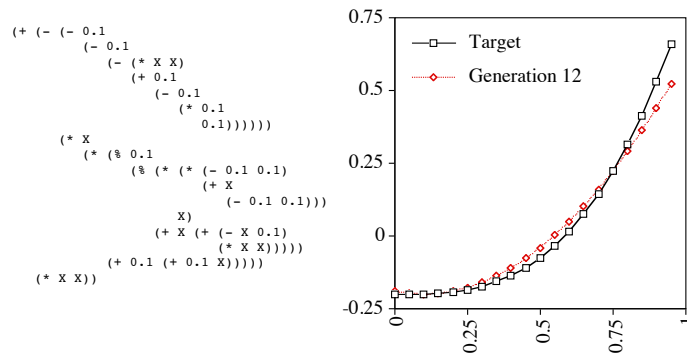 (+ (- (- 0.1
(- 0.1
(- (* X X)
(+ 0.1
(- 0.1
(* 0.1
0.1))))))
(* X
(* (% 0.1
(% (* (* (- 0.1 0.1)
(+ X
(- 0.1 0.1)))
X)
(+ X (+ (- X 0.1)
(* X X)))))
(+ 0.1 (+ 0.1 X)))))
(* X X))
0.75
0.5
0.25
0
-0.25
Target
Generation 12
0
0.25
0.5
0.75
1